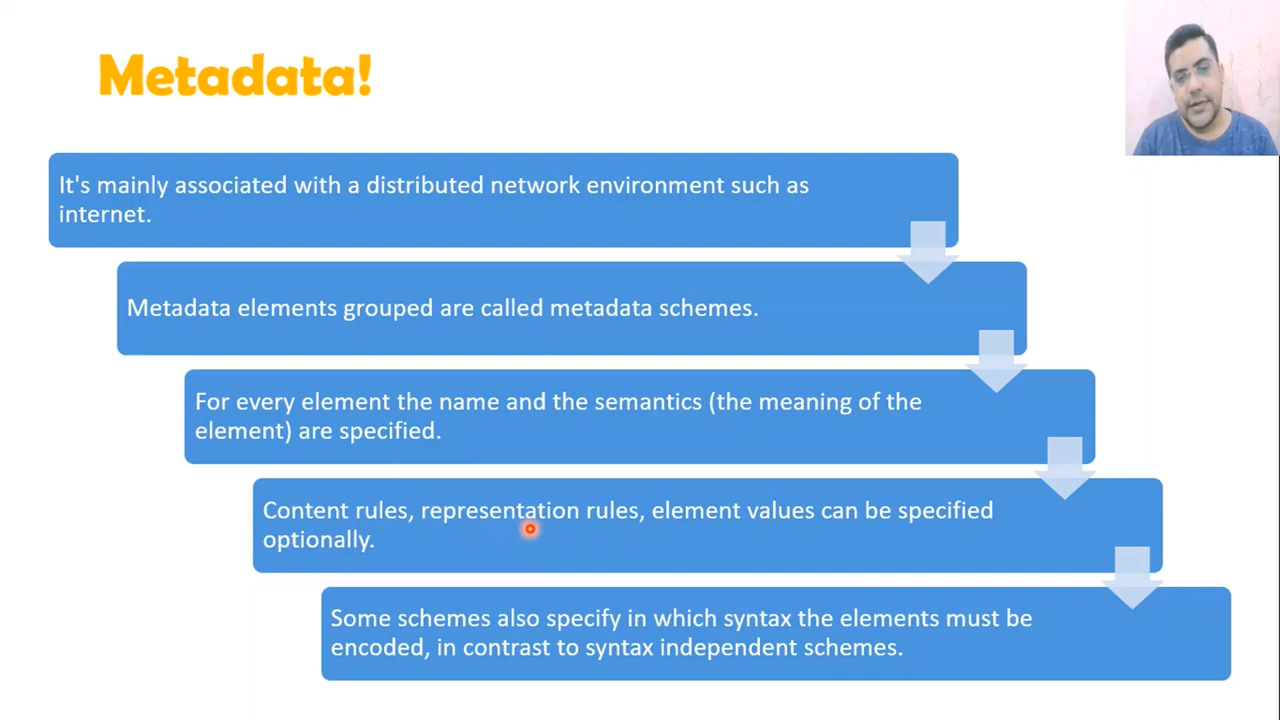 Metadata!
It's mainly associated with a distributed network environment such as
internet.
Metadata elements grouped are called metadata schemes.
For every element the name and the semantics (the meaning of the
element) are specified.
Content rules, representation rules, element values can be specified
optionally.
Some schemes also specify in which syntax the elements must be
encoded, in contrast to syntax independent schemes.